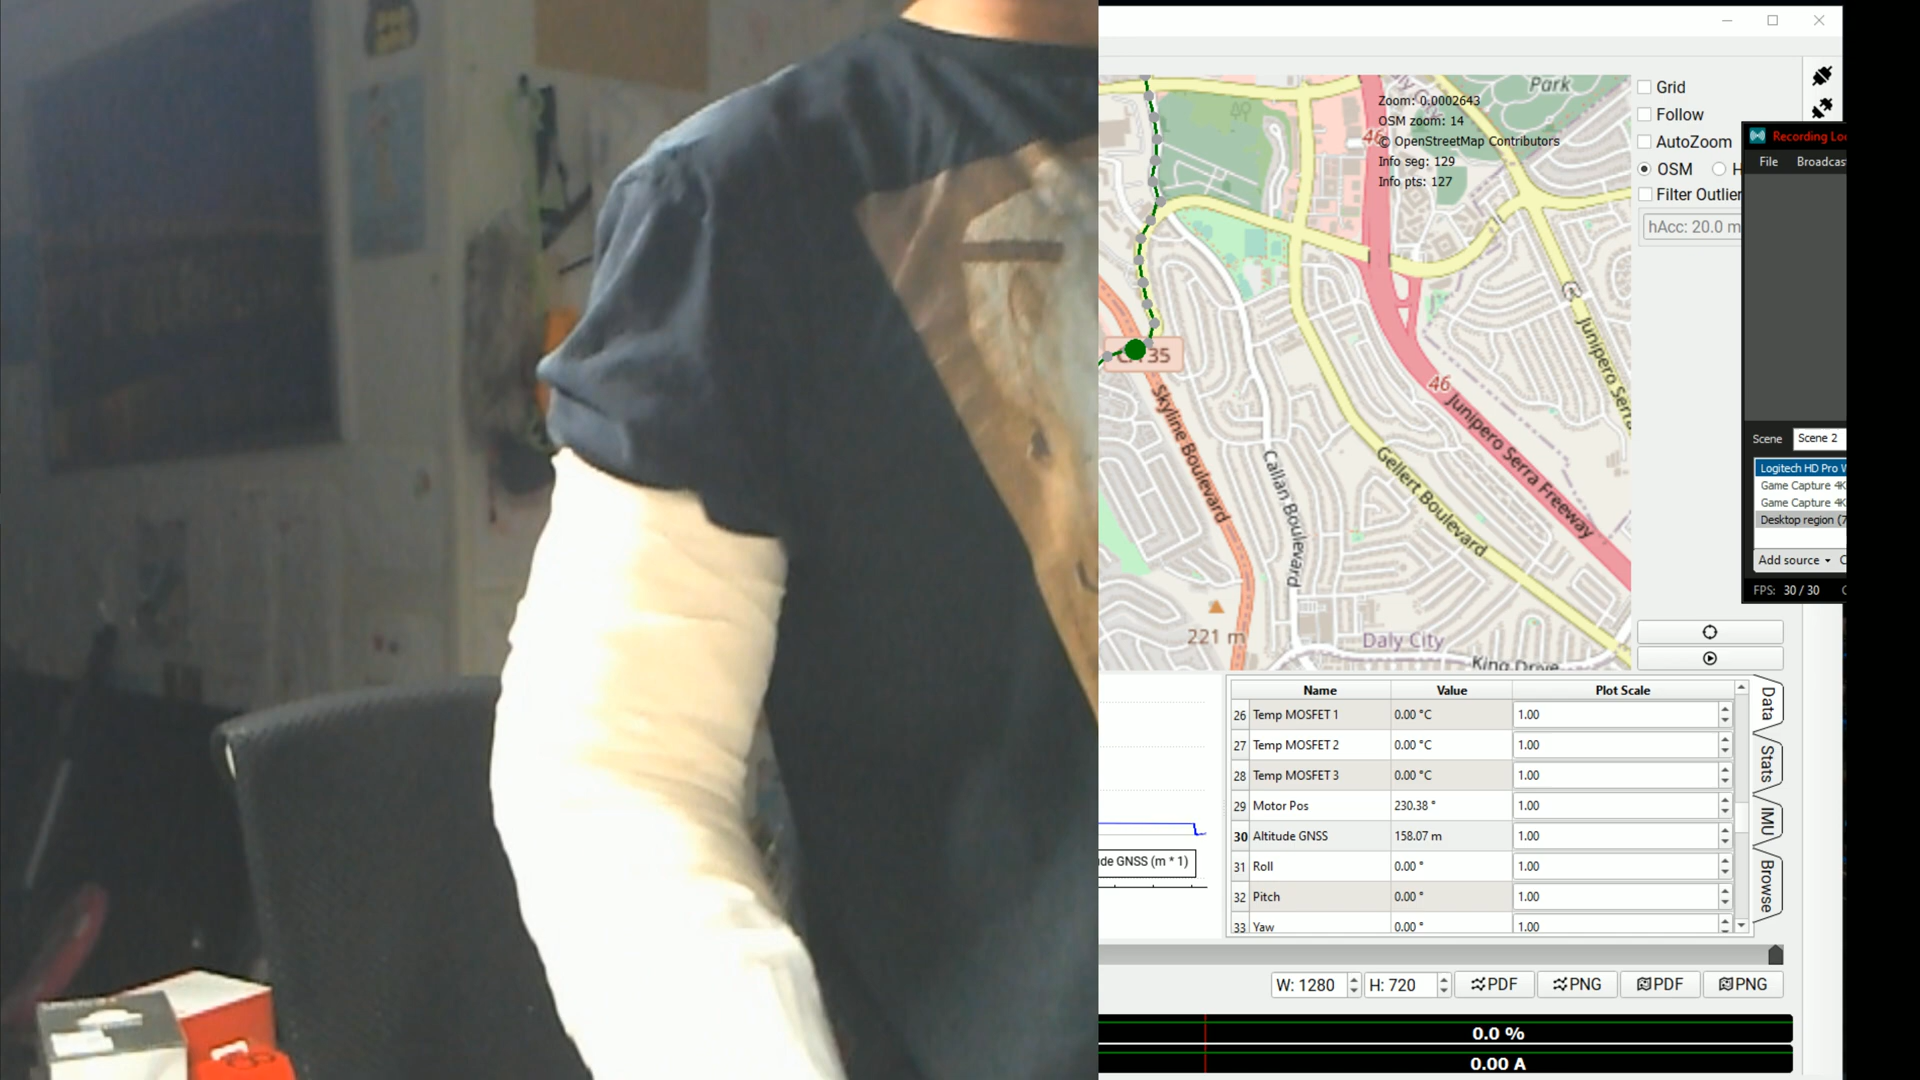 Park
Daly City
Zoom: 0.0002643
OSM zoom: 14
© OpenStreetMap Contributors
Info seg: 129
Info pts: 127
46
CA 35
46
Junipero Serra Freeway
Junipero Serra
Skyline Boulevard
Callan Boulevard
Gellert Boulevard
221 m
Daly City
King Drive
Grid
Follow
AutoZoom
OSM
H
Filter Outlier
hAcc: 20.0 m
Recording Loc
File
Broadcas
Scene
Scene 2
Logitech HD Pro W
Game Capture 4K
Game Capture 4K
Desktop region (7
Add source
FPS: 30 / 30
Name
Value
Plot Scale
26 Temp MOSFET 1 0.00 °C 1.00
27 Temp MOSFET 2 0.00 °C 1.00
28 Temp MOSFET 3 0.00 °C 1.00
29 Motor Pos 230.38 ° 1.00
30 Altitude GNSS 158.07 m 1.00
31 Roll 0.00 ° 1.00
32 Pitch 0.00 ° 1.00
33 Yaw 0.00 ° 1.00
Data
Stats
IMU
Browse
de GNSS (m * 1)
W: 1280
H: 720
PDF
PNG
PDF
PNG
0.0 %
0.00 A